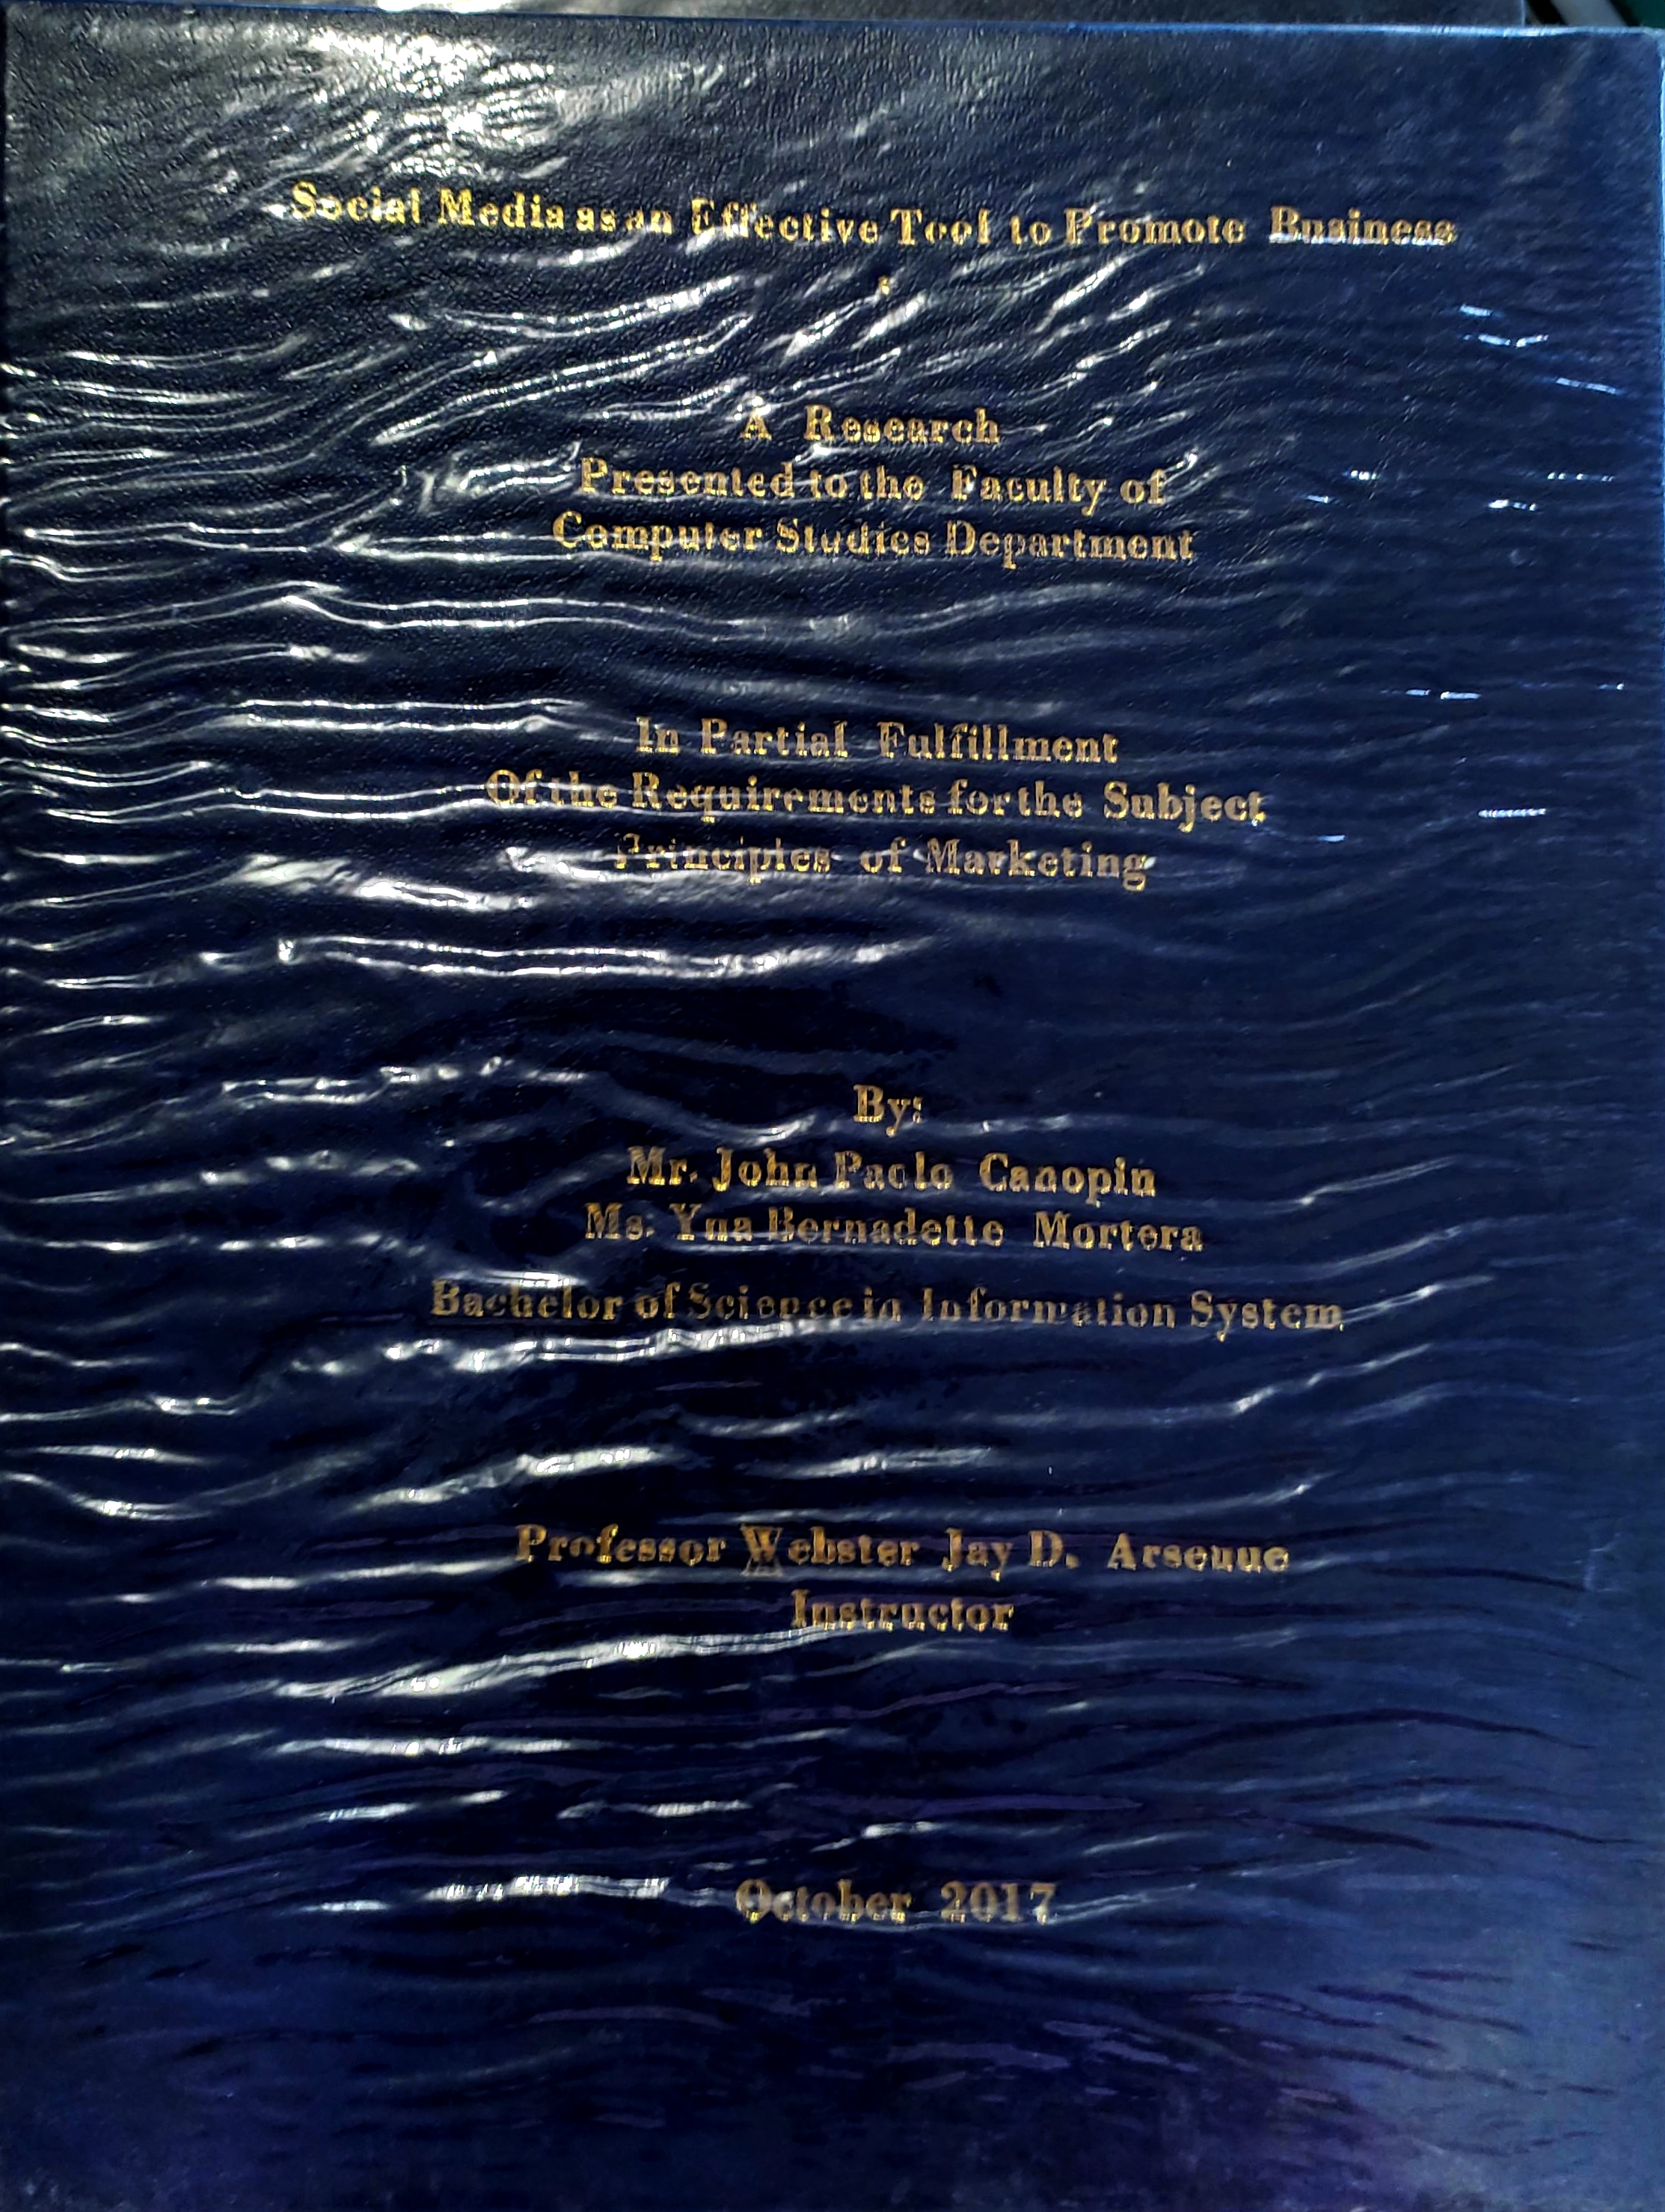 Social Media as an Effective Tool to Promote Business
A Research
Presented to the Faculty of
Computer Studies Department
In Partial Fulfillment
Of the Requirements for the Subject
Principles of Marketing
By:
Mr. John Paolo Canopin
Ms. Yna Bernadette Mortera
Bachelor of Science in Information System
Professor Webster Jay D. Arsenue
Instructor
October 2017